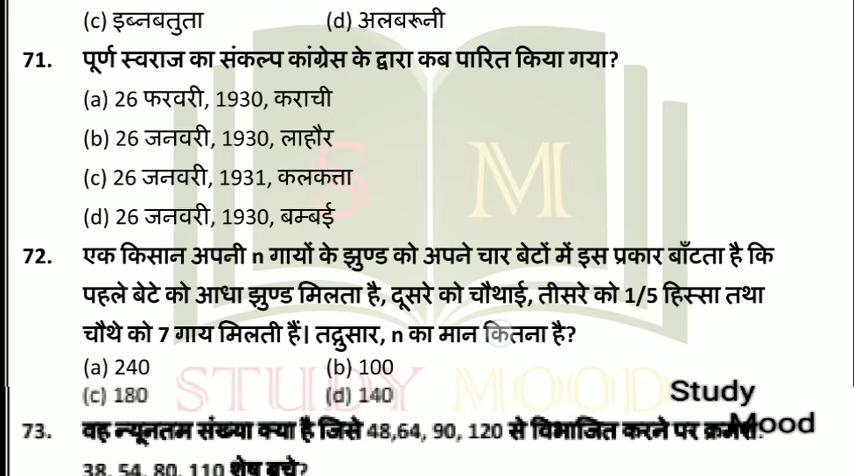 (c) इब्नबतुता (d) अलबरूनी
71. पूर्ण स्वराज का संकल्प कांग्रेस के द्वारा कब पारित किया गया?
(a) 26 फरवरी, 1930, कराची
(b) 26 जनवरी, 1930, लाहौर
(c) 26 जनवरी, 1931, कलकत्ता
(d) 26 जनवरी, 1930, बम्बई
72. एक किसान अपनी n गायों के झुण्ड को अपने चार बेटों में इस प्रकार बाँटता है कि
पहले बेटे को आधा झुण्ड मिलता है, दूसरे को चौथाई, तीसरे को 1/5 हिस्सा तथा
चौथे को 7 गाय मिलती हैं। तद्नुसार, n का मान कितना है?
(a) 240 (b) 100
(c) 180 (d) 140
73. वह न्यूनतम संख्या क्या है जिसे 48,64, 90, 120 से विभाजित करने पर क्रमशः
38, 54, 80, 110 शेष बचे?
S M
STUDY MOOD
Study
Mood